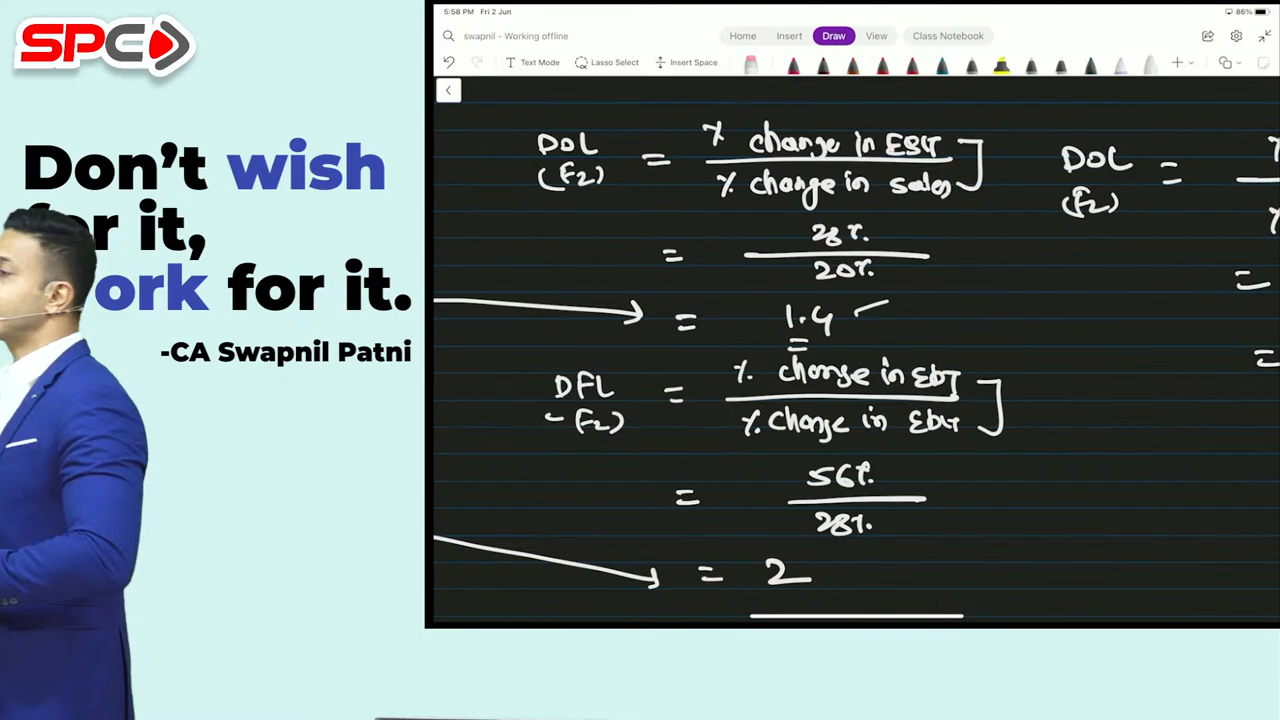 SPC
Don't wish
for it,
ork for it.
-CA Swapnil Patni
5:58 PM Fri 2 Jun
86%
swapnil - Working offline
Home Insert Draw View Class Notebook
Text Mode Lasso Select Insert Space
DOL (F2) = % change in EBIT / % change in sales
= 28% / 20%
= 1.4
DFL (F2) = % change in EbT / % change in Ebit
= 56% / 28%
= 2
DOL (F2) =
=
=